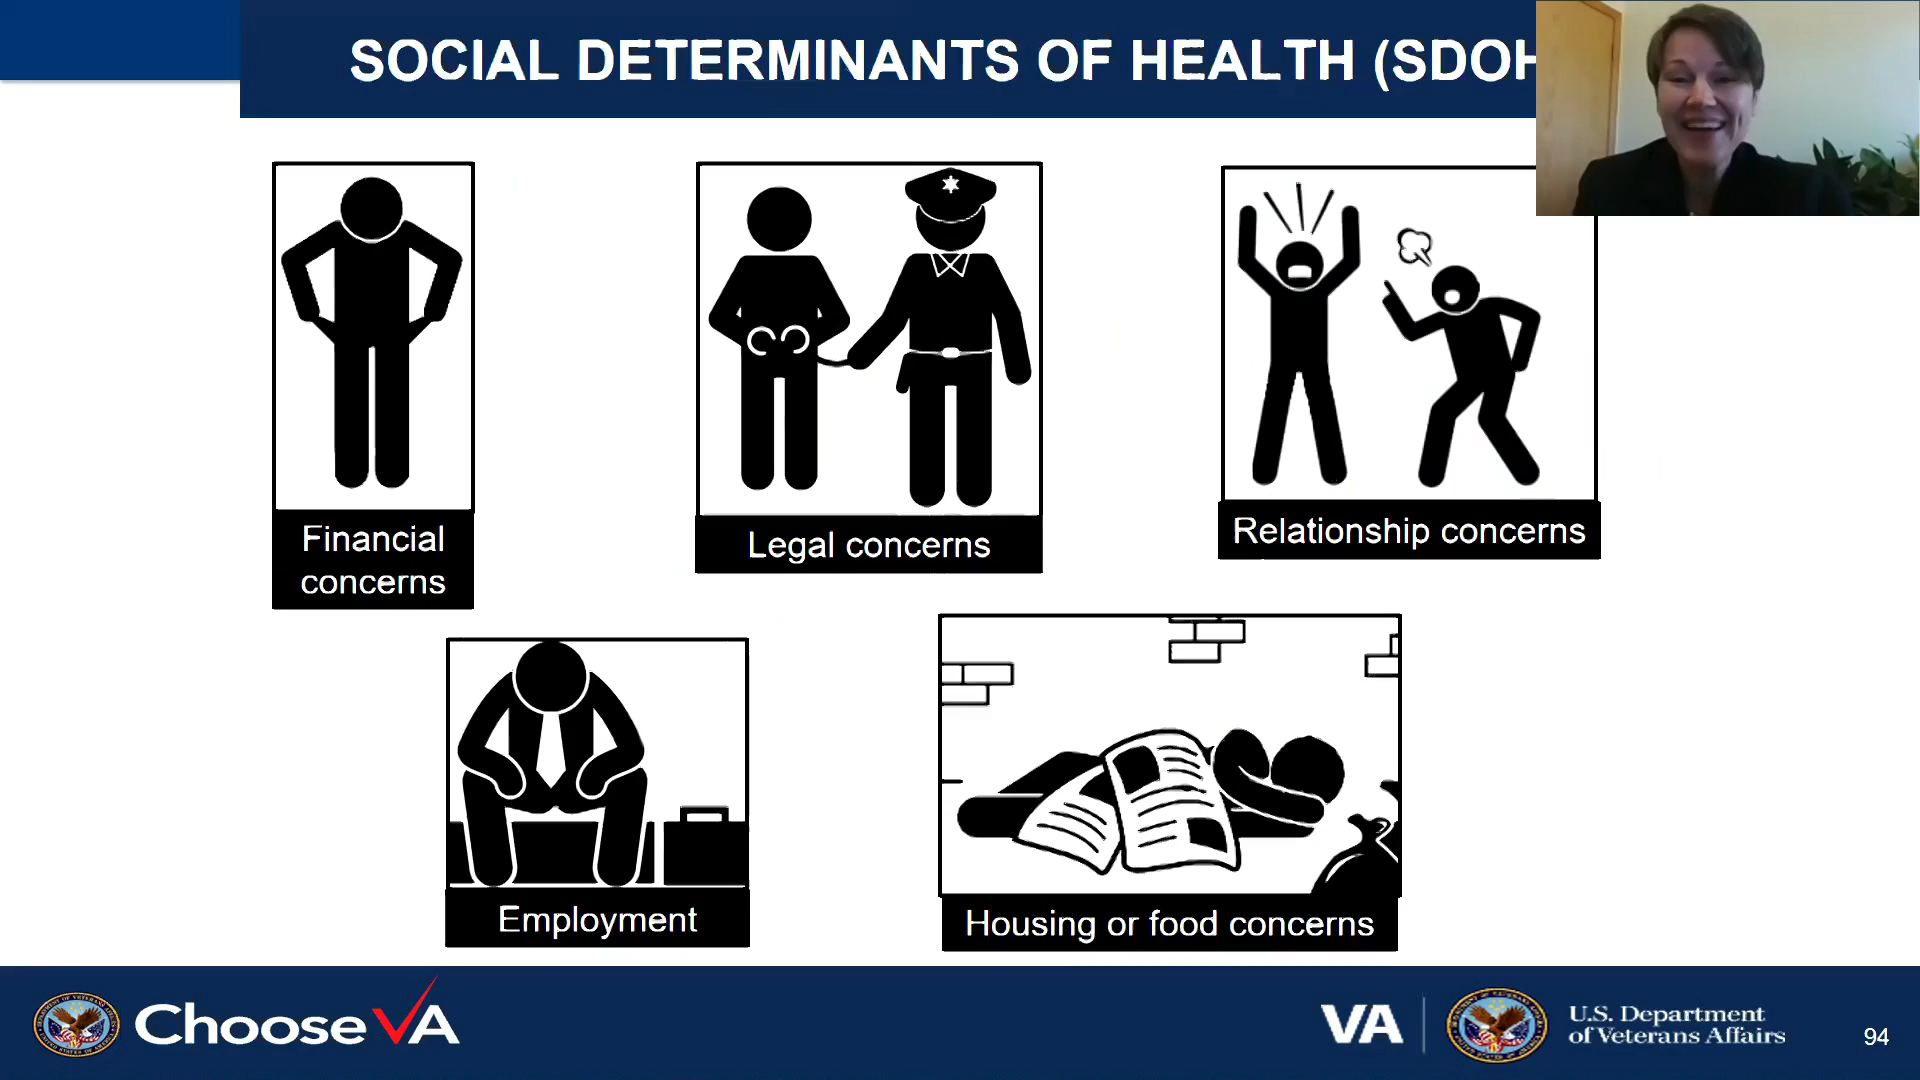 SOCIAL DETERMINANTS OF HEALTH (SDOH
Financial
concerns
Legal concerns
Relationship concerns
Employment
Housing or food concerns
Choose VA
VA
U.S. Department
of Veterans Affairs
94